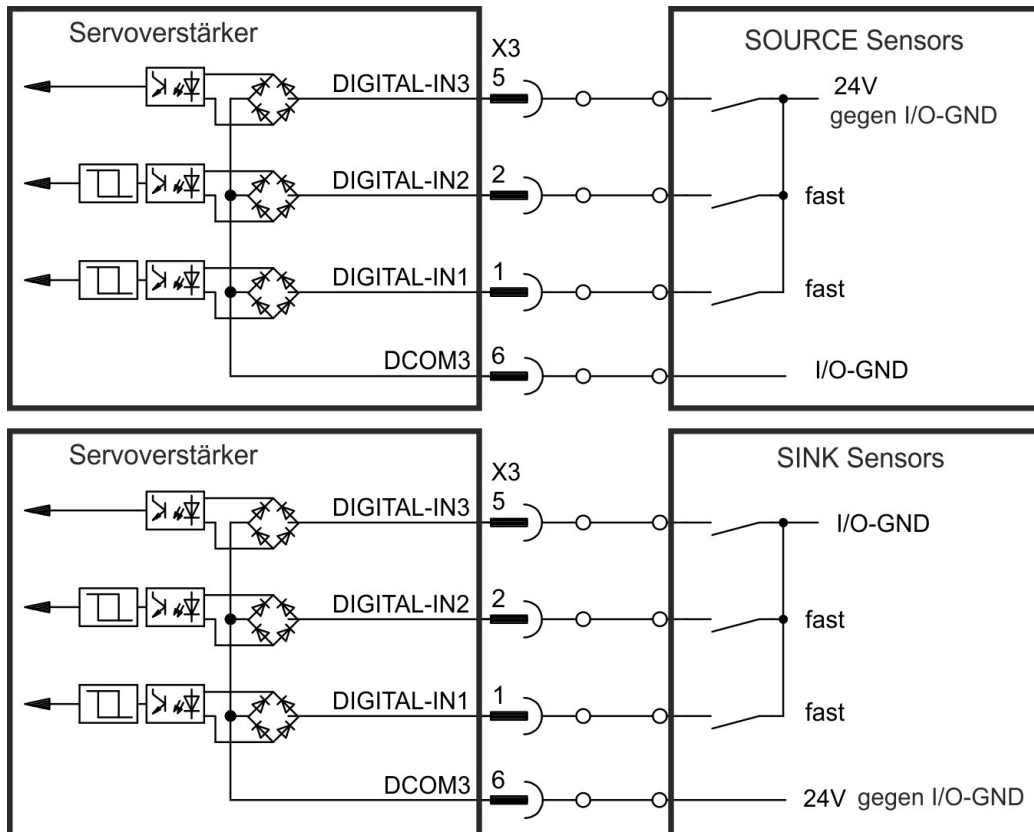 Servoverstärker
SOURCE Sensors
X3
DIGITAL-IN3
5
24V
gegen I/O-GND
DIGITAL-IN2
2
fast
DIGITAL-IN1
1
fast
DCOM3
6
I/O-GND
Servoverstärker
SINK Sensors
X3
DIGITAL-IN3
5
I/O-GND
DIGITAL-IN2
2
fast
DIGITAL-IN1
1
fast
DCOM3
6
24V gegen I/O-GND